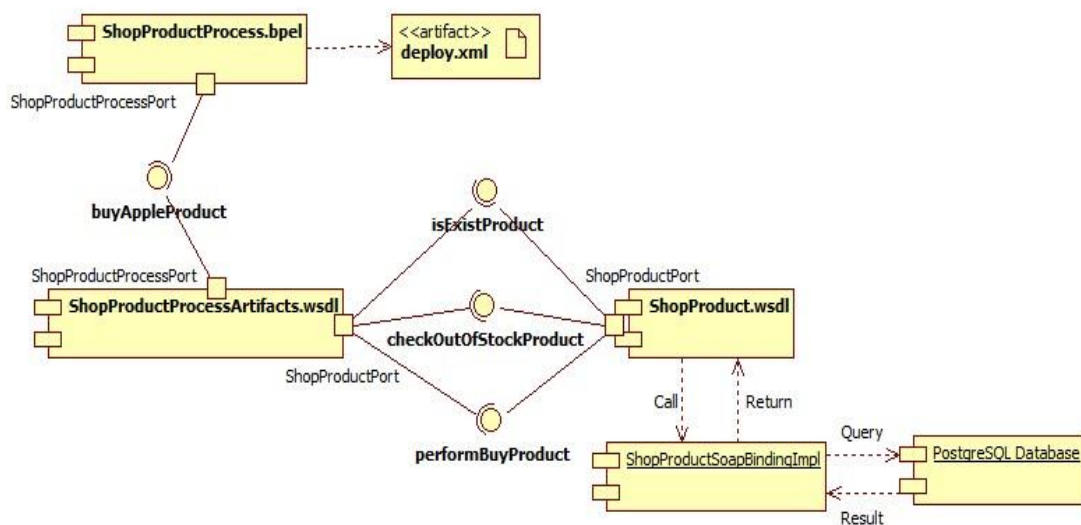 ShopProductProcess.bpel
<<artifact>>
deploy.xml
ShopProductProcessPort
buyAppleProduct
isExistProduct
ShopProductProcessPort
ShopProductPort
ShopProductProcessArtifacts.wsdl
ShopProduct.wsdl
checkOutOfStockProduct
ShopProductPort
Call
Return
performBuyProduct
Query
ShopProductSoapBindingImpl
PostgreSQL Database
Result